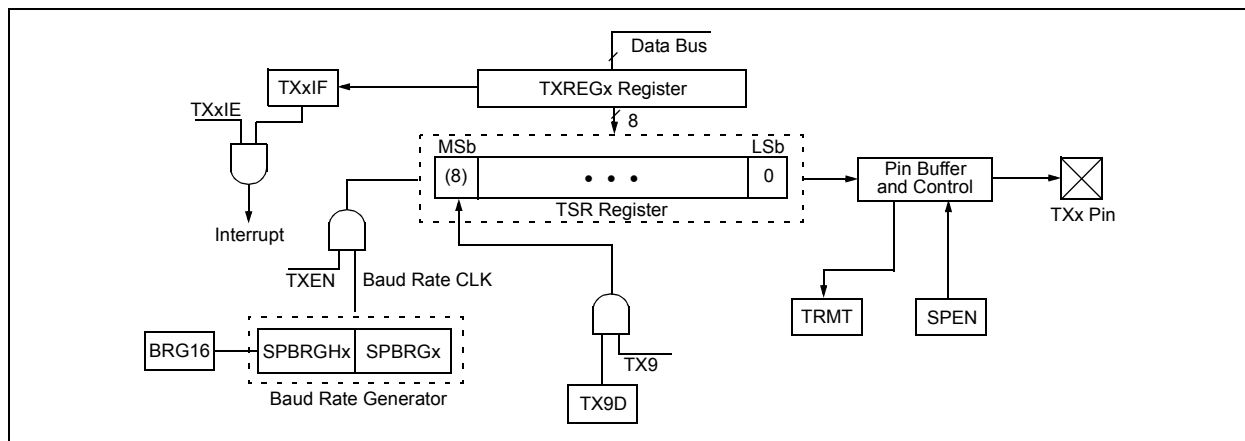 Data Bus
TXxIF
TXREGx Register
TXxIE
8
MSb
LSb
(8)
• • •
0
Pin Buffer
and Control
TSR Register
TXx Pin
Interrupt
TXEN
Baud Rate CLK
TRMT
SPEN
BRG16
SPBRGHx
SPBRGx
TX9
Baud Rate Generator
TX9D